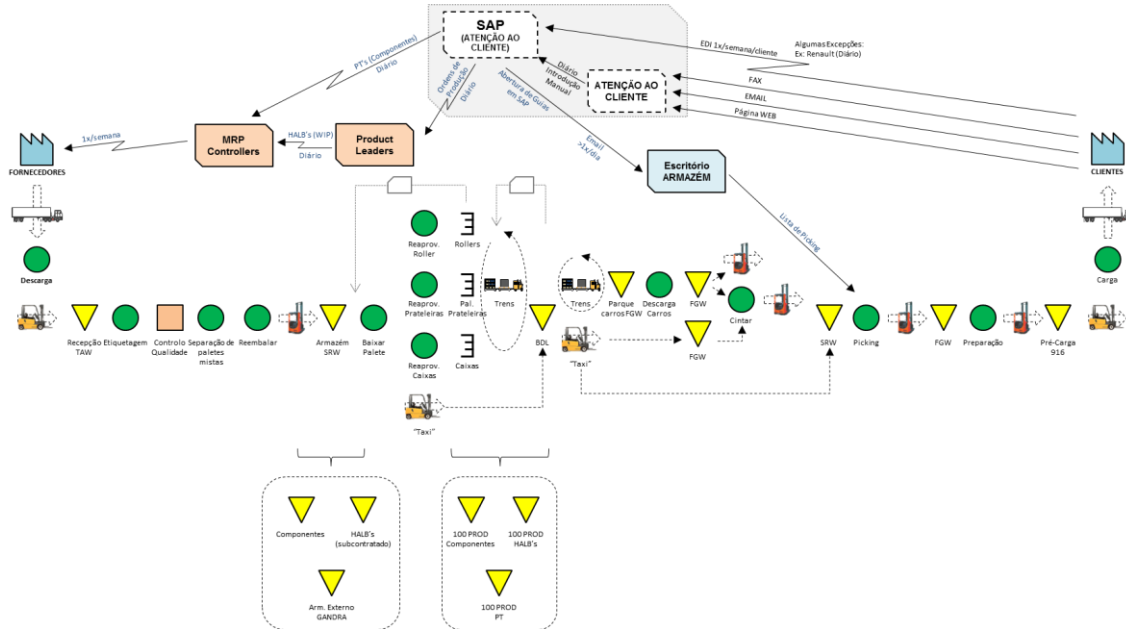 SAP
(ATENÇÃO AO
CLIENTE)
EDI 1x/semana/cliente
Algumas Excepções:
Ex: Renault (Diário)
FAX
EMAIL
Página WEB
Diário
Introdução
Manual
ATENÇÃO AO
CLIENTE
PT's (Componentes)
Diário
Ordens de
Produção
Diário
Abertura de Guias
em SAP
Email
>1x/dia
1x/semana
MRP
Controllers
HALB's (WIP)
Diário
Product
Leaders
Escritório
ARMAZÉM
FORNECEDORES
CLIENTES
Lista de Picking
Descarga
Carga
Reaprov.
Roller
Rollers
Reaprov.
Prateleiras
Pal.
Prateleiras
Trens
Trens
Parque
carrosFGW
Descarga
Carros
FGW
Cintar
Recepção
TAW
Etiquetagem
Controlo
Qualidade
Separação de
paletes
mistas
Reembalar
Armazém
SRW
Baixar
Palete
Reaprov.
Caixas
Caixas
BDL
"Taxi"
FGW
SRW
Picking
FGW
Preparação
Pré-Carga
916
"Taxi"
Componentes
HALB's
(subcontratado)
Arm. Externo
GANDRA
100 PROD
Componentes
100 PROD
HALB's
100 PROD
PT